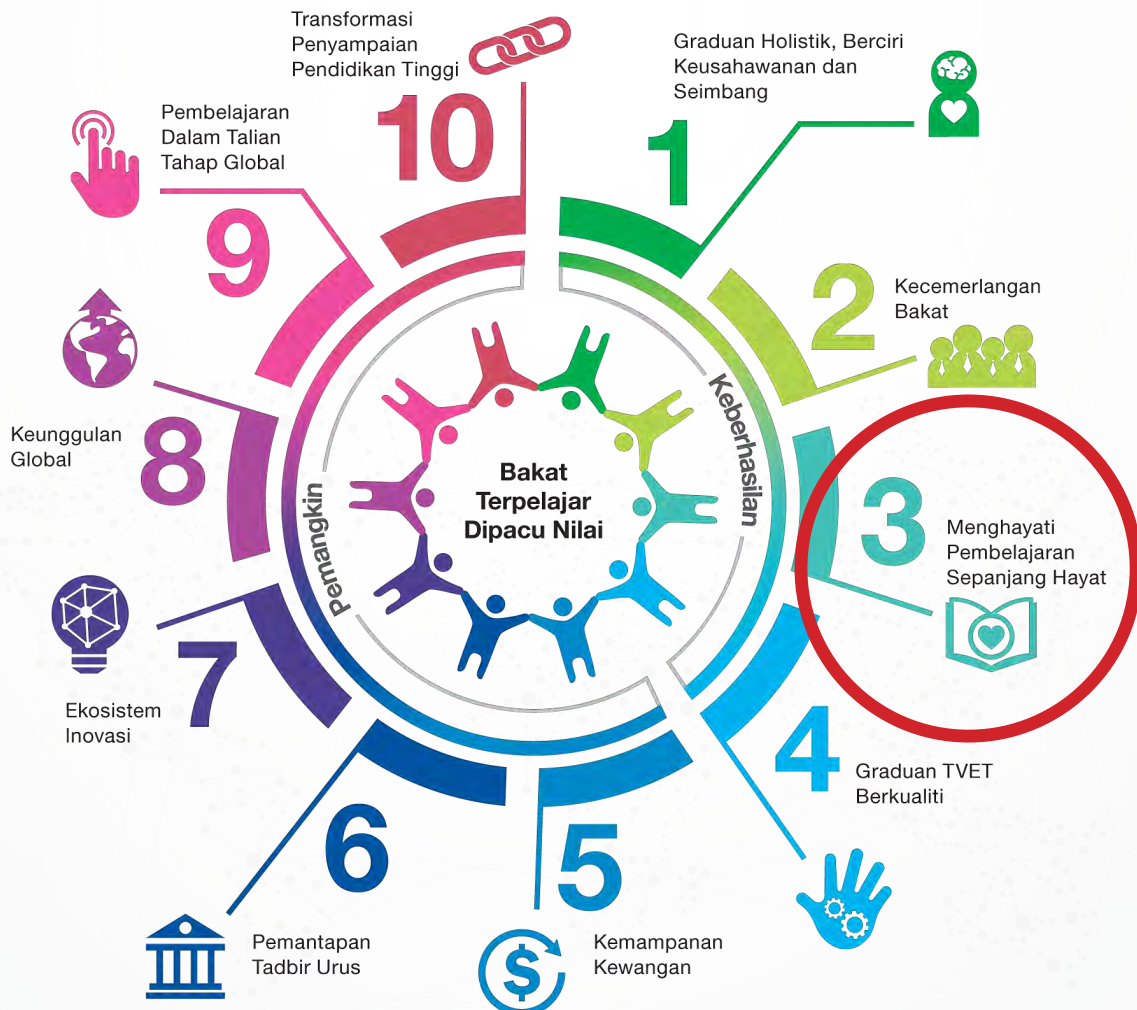 Transformasi
Penyampaian
Pendidikan Tinggi
10
Graduan Holistik, Berciri
Keusahawanan dan
Seimbang
1
Pembelajaran
Dalam Talian
Tahap Global
9
2
Kecemerlangan
Bakat
Keunggulan
Global
8
Pemangkin
Bakat
Terpelajar
Dipacu Nilai
Keberhasilan
3
Menghayati
Pembelajaran
Sepanjang Hayat
7
Ekosistem
Inovasi
4
Graduan TVET
Berkualiti
6
Pemantapan
Tadbir Urus
5
$
Kemampanan
Kewangan